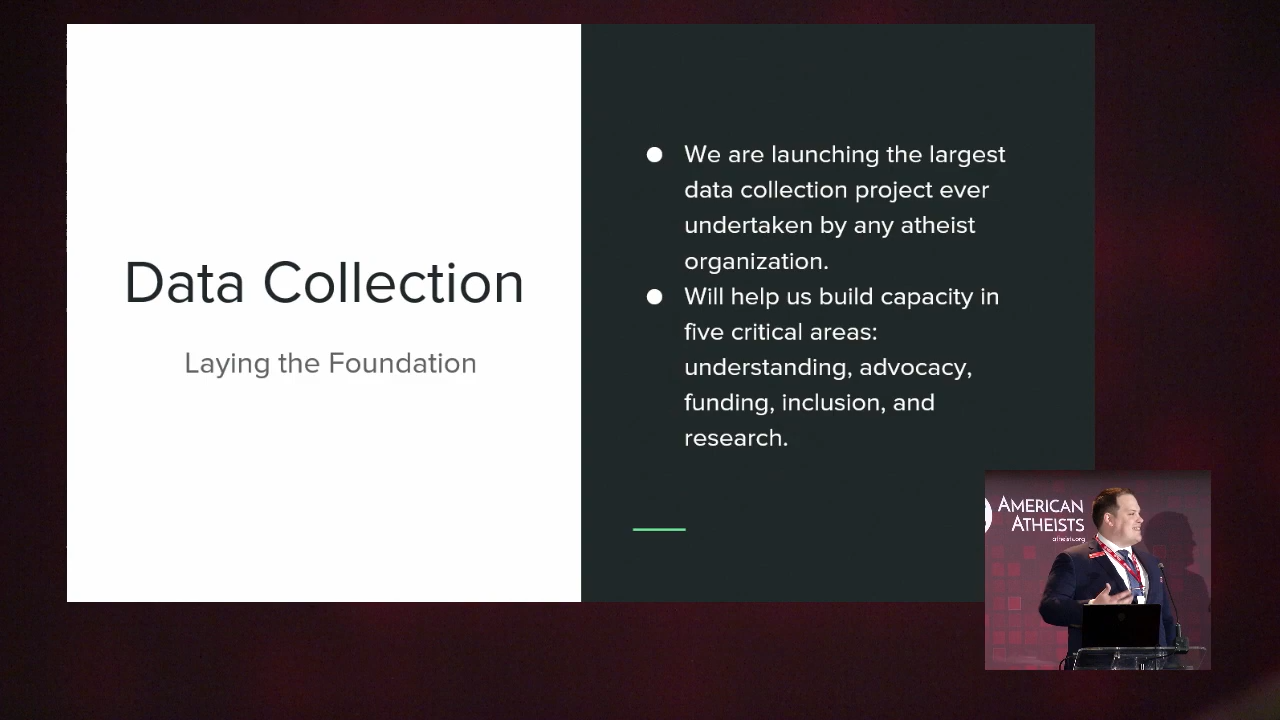 Data Collection
Laying the Foundation
● We are launching the largest
data collection project ever
undertaken by any atheist
organization.
● Will help us build capacity in
five critical areas:
understanding, advocacy,
funding, inclusion, and
research.
AMERICAN
ATHEISTS
atheists.org